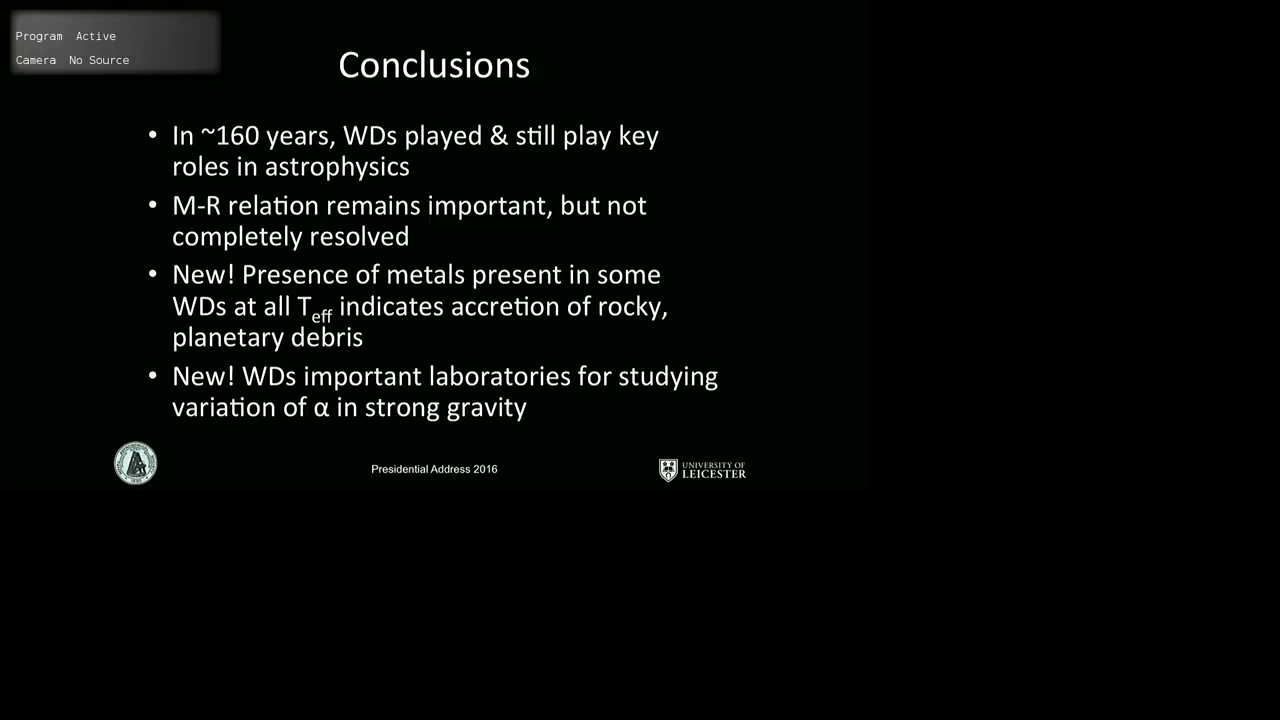 Program Active
Camera No Source
Conclusions
• In ~160 years, WDs played & still play key
roles in astrophysics
• M-R relation remains important, but not
completely resolved
• New! Presence of metals present in some
WDs at all Teff indicates accretion of rocky,
planetary debris
• New! WDs important laboratories for studying
variation of α in strong gravity
Presidential Address 2016
UNIVERSITY OF
LEICESTER